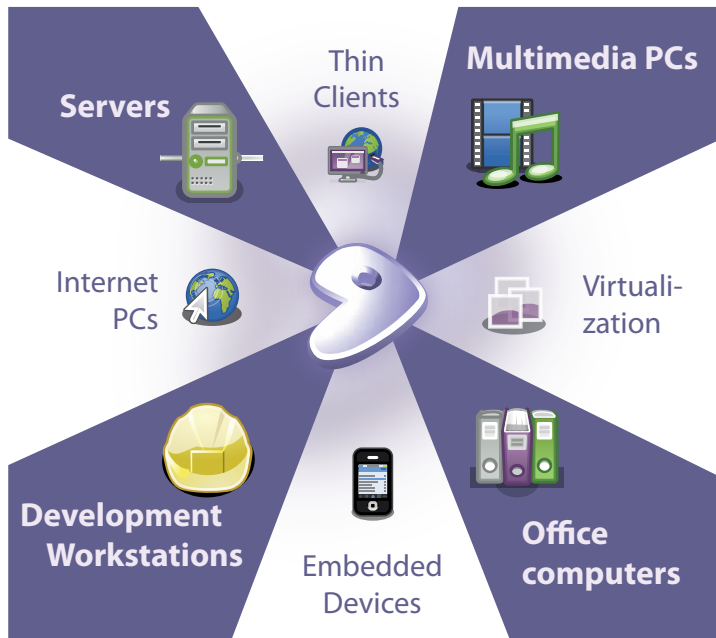 Thin
Clients
Multimedia PCs
Servers
Internet
PCs
Virtuali-
zation
Development
Workstations
Embedded
Devices
Office
computers